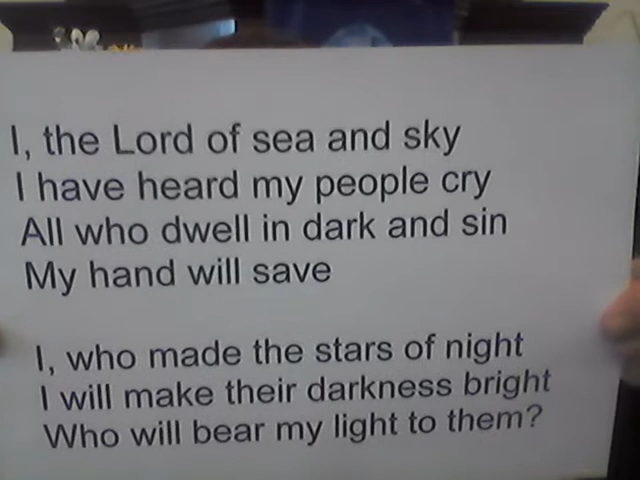 I, the Lord of sea and sky
I have heard my people cry
All who dwell in dark and sin
My hand will save
I, who made the stars of night
I will make their darkness bright
Who will bear my light to them?